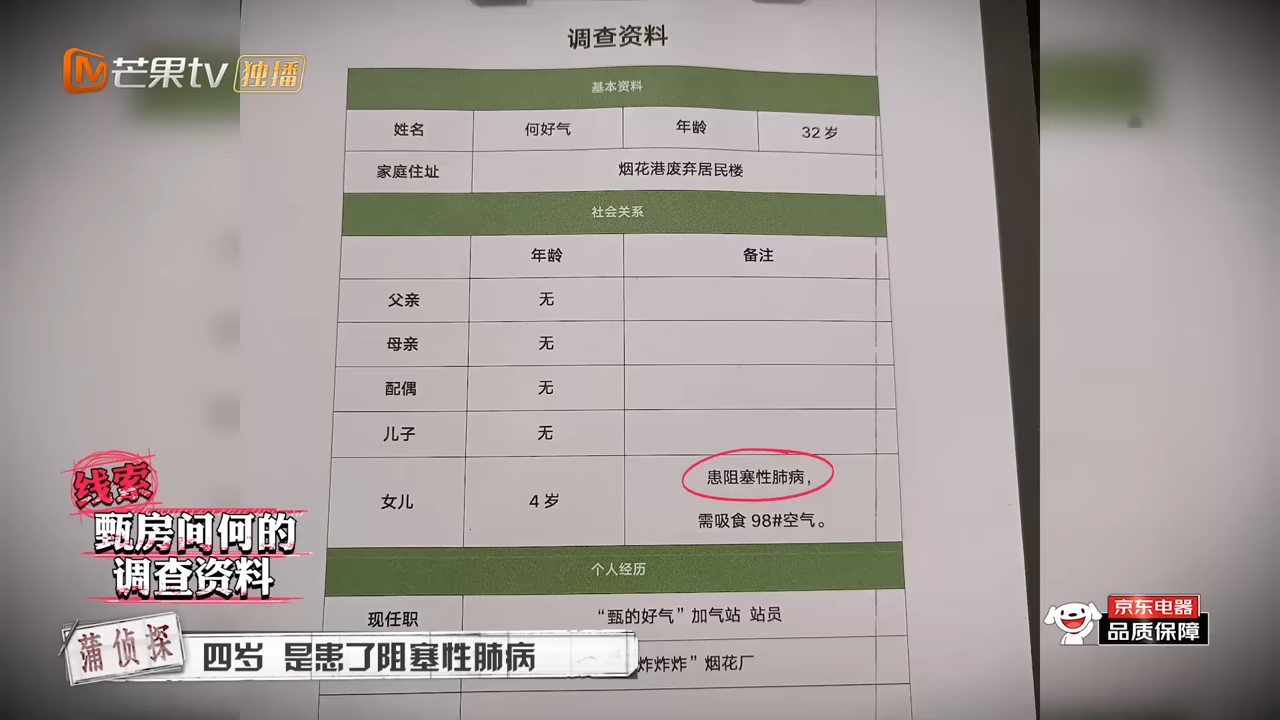 调查资料
芒果tv 独播
基本资料
姓名 何好气 年龄 32岁
家庭住址 烟花港废弃居民楼
社会关系
年龄 备注
父亲 无
母亲 无
配偶 无
儿子 无
女儿 4岁 患阻塞性肺病，
需吸食98#空气。
个人经历
现任职 “甄的好气”加气站 站员
炸炸炸”烟花厂
线索
甄房间何的
调查资料
蒲侦探
四岁 是患了阻塞性肺病
京东电器
品质保障